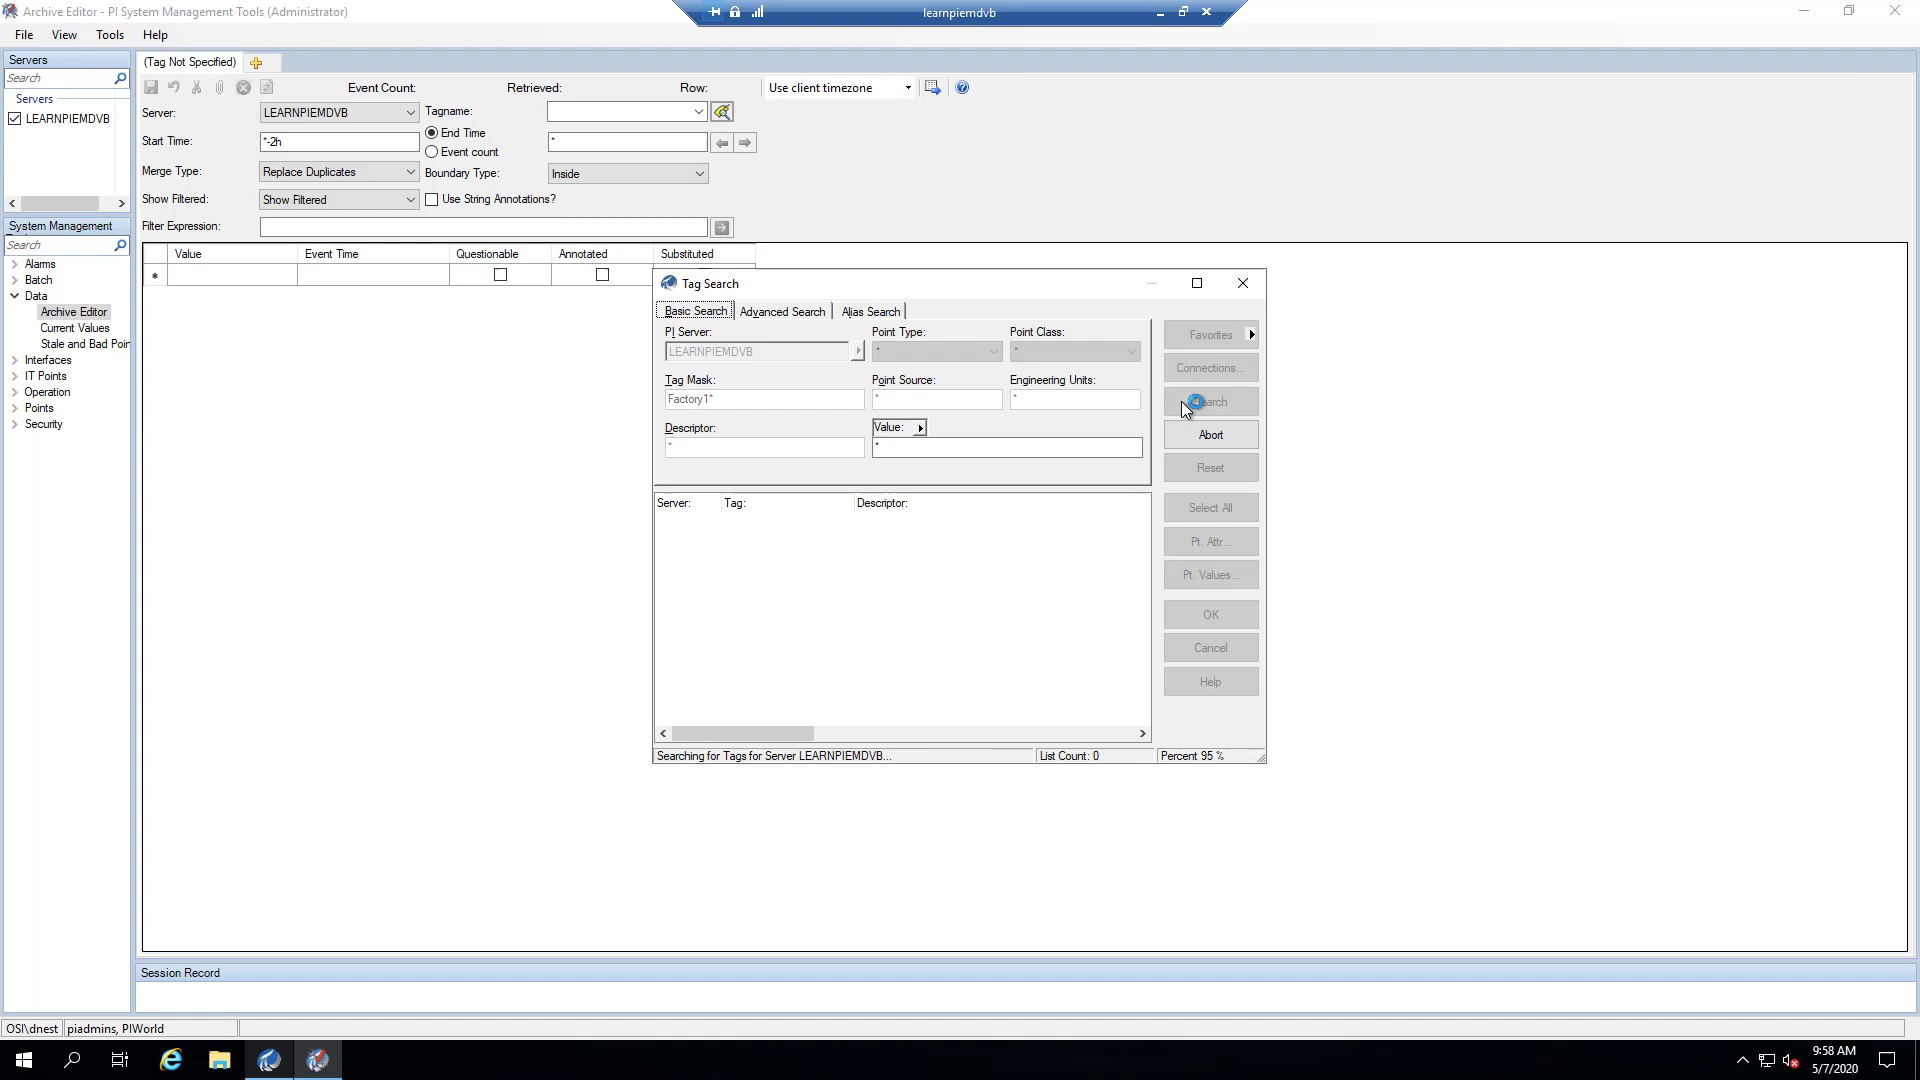 Archive Editor - PI System Management Tools (Administrator)
learnpiemdvb
File View Tools Help
Servers
Search
Servers
LEARNPIEMDVB
System Management
Search
Alarms
Batch
Data
Archive Editor
Current Values
Stale and Bad Poin
Interfaces
IT Points
Operation
Points
Security
(Tag Not Specified)
Event Count: Retrieved: Row: Use client timezone
Server: LEARNPIEMDVB Tagname:
End Time
Start Time: *-2h *
Event count
Merge Type: Replace Duplicates Boundary Type: Inside
Show Filtered: Show Filtered Use String Annotations?
Filter Expression:
Value Event Time Questionable Annotated Substituted
*
Tag Search
Basic Search Advanced Search Alias Search
PI Server: Point Type: Point Class:
LEARNPIEMDVB * *
Tag Mask: Point Source: Engineering Units:
Factory1* * *
Descriptor: Value:
* *
Favorites
Connections...
Abort
Reset
Select All
Pt. Attr...
Pt. Values...
OK
Cancel
Help
Server: Tag: Descriptor:
Searching for Tags for Server LEARNPIEMDVB... List Count: 0 Percent 95 %
Session Record
OSI\dnest piadmins, PIWorld
9:58 AM
5/7/2020